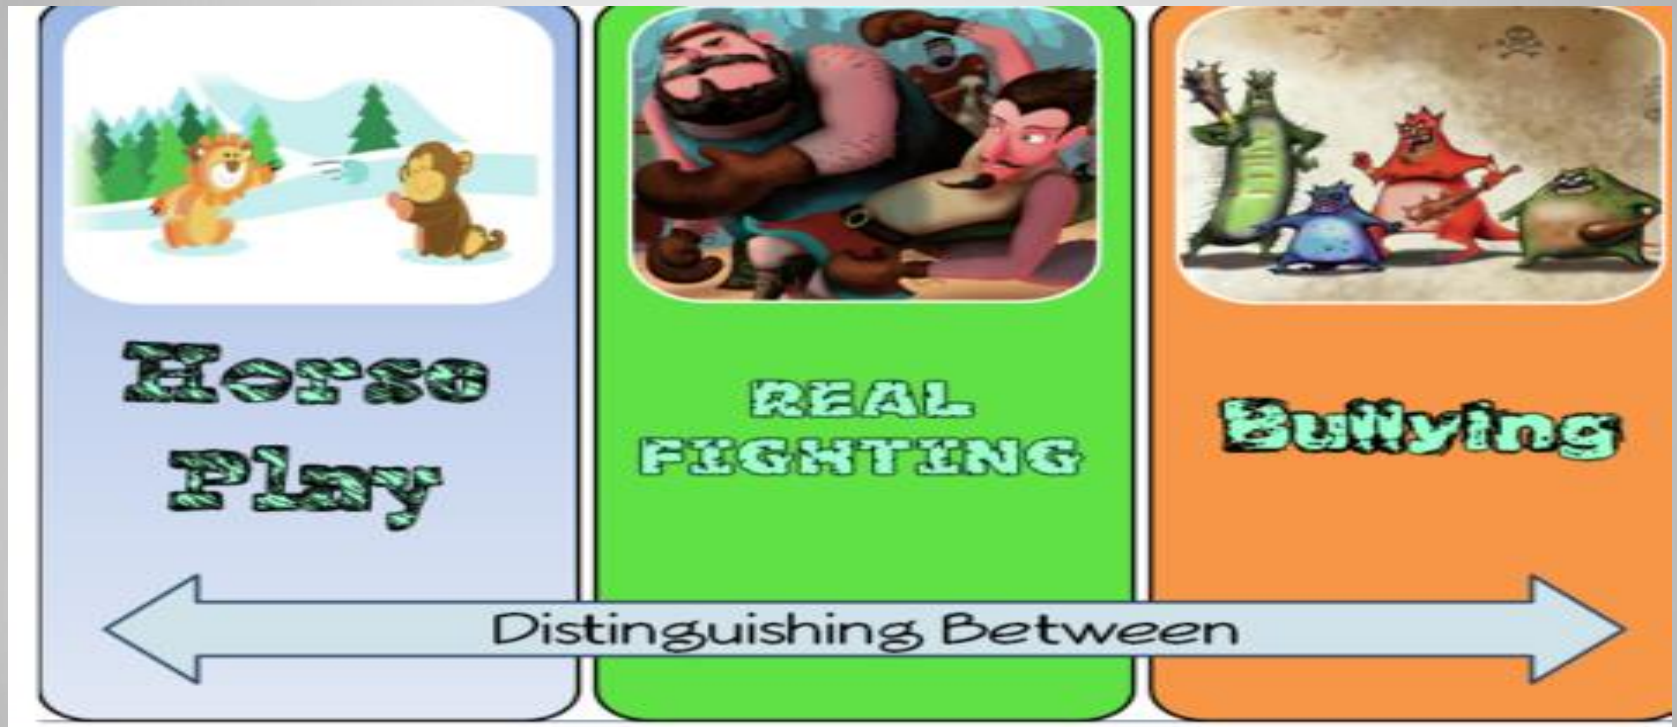 Horse
Play
REAL
FIGHTING
Bullying
Distinguishing Between